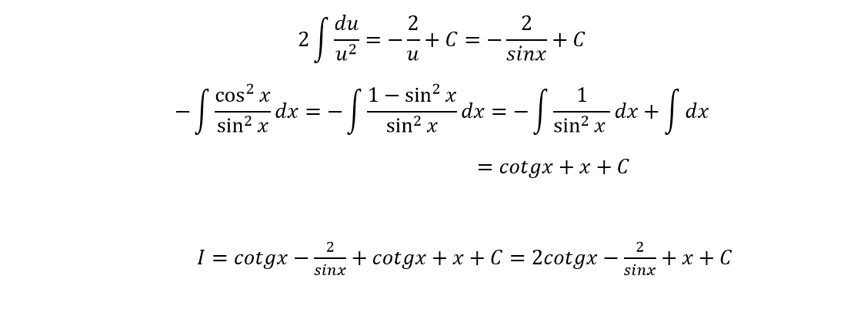 2∫ du/u² = −2/u + C = −2/sinx + C
−∫ cos² x/sin² x dx = −∫ (1 − sin² x)/sin² x dx = −∫ 1/sin² x dx + ∫ dx
= cotgx + x + C
I = cotgx − 2/sinx + cotgx + x + C = 2cotgx − 2/sinx + x + C